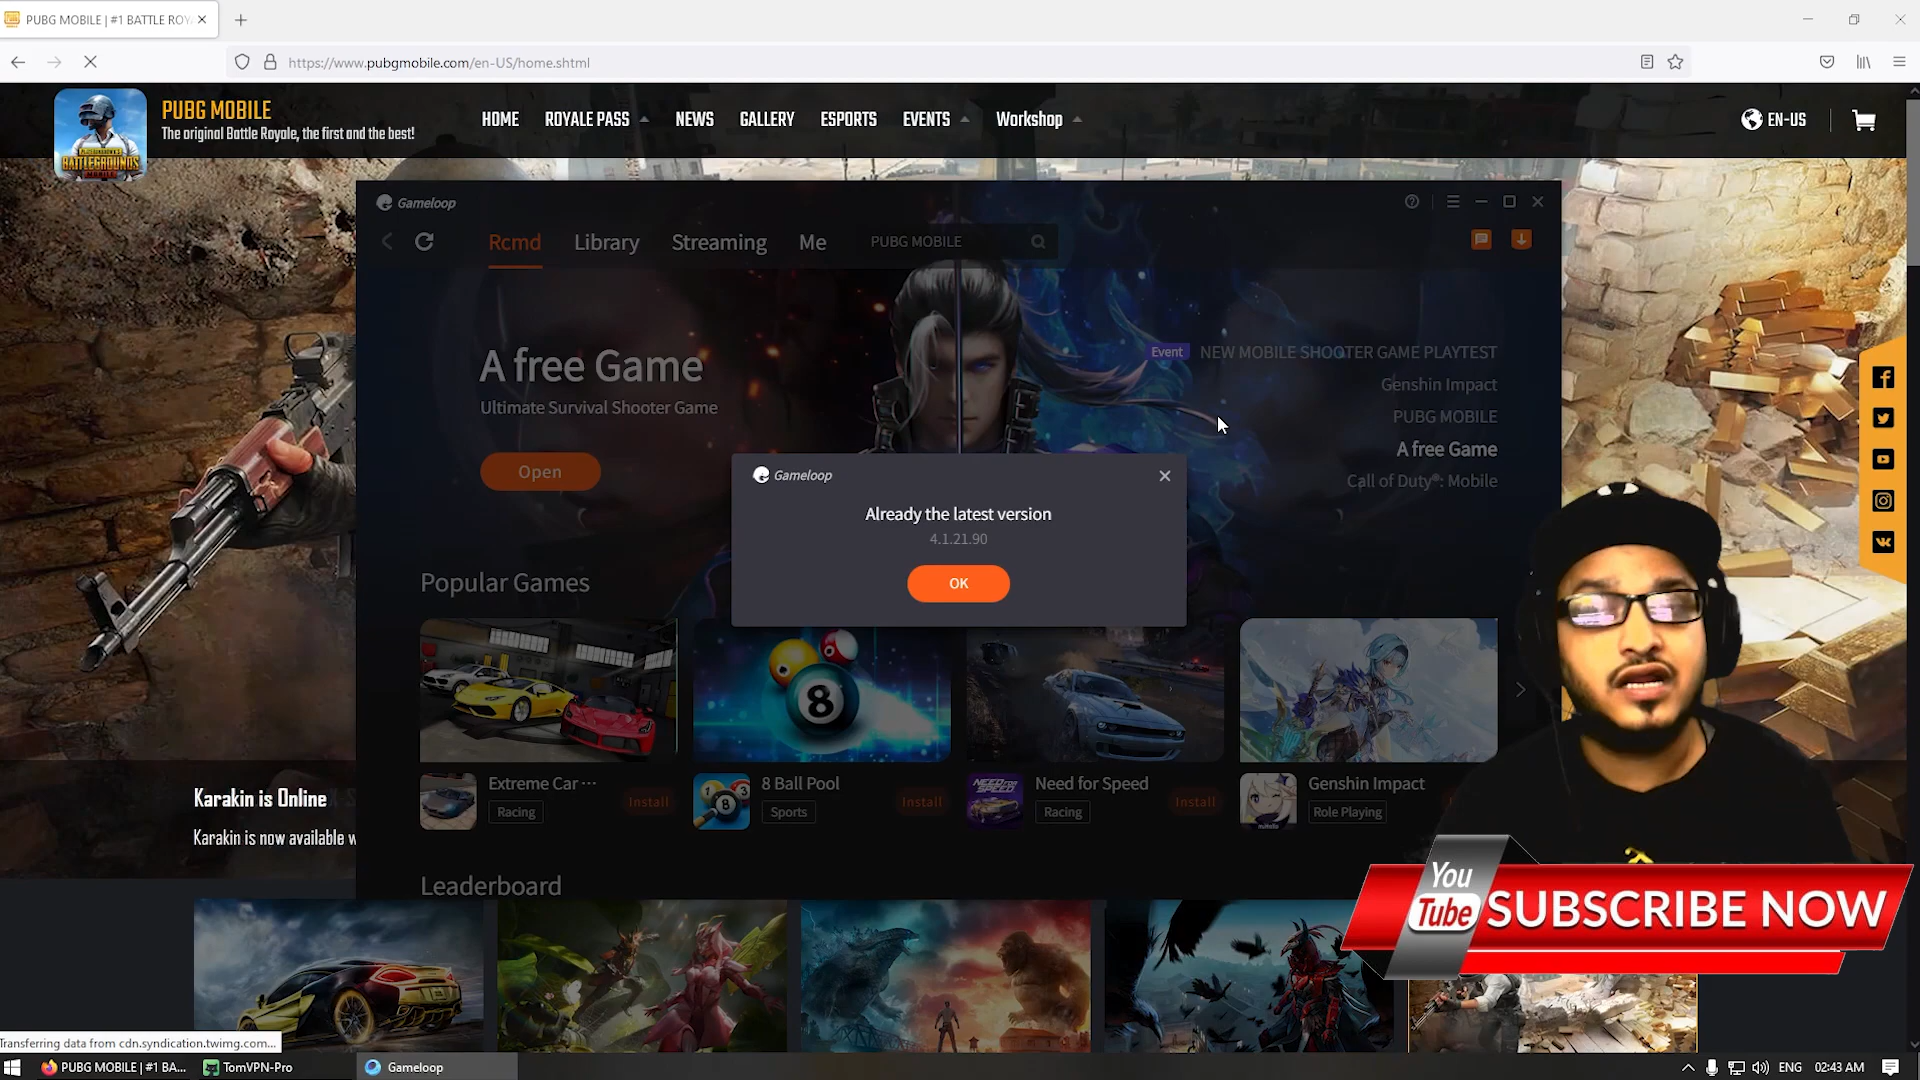 PUBG MOBILE | #1 BATTLE ROY
https://www.pubgmobile.com/en-US/home.shtml
PUBG MOBILE
The original Battle Royale, the first and the best!
HOME
ROYALE PASS
NEWS
GALLERY
ESPORTS
EVENTS
Workshop
EN-US
BATTLEGROUNDS
MOBILE
Gameloop
Rcmd
Library
Streaming
Me
PUBG MOBILE
A free Game
Ultimate Survival Shooter Game
Open
Event
NEW MOBILE SHOOTER GAME PLAYTEST
Genshin Impact
PUBG MOBILE
A free Game
Call of Duty®: Mobile
Gameloop
Already the latest version
4.1.21.90
OK
Popular Games
Extreme Car ···
Racing
Install
8 Ball Pool
Sports
Install
Need for Speed
Racing
Install
Genshin Impact
Role Playing
Leaderboard
Karakin is Online
Karakin is now available w
You
Tube
SUBSCRIBE NOW
Transferring data from cdn.syndication.twimg.com...
PUBG MOBILE | #1 BA...
TomVPN-Pro
Gameloop
ENG
02:43 AM